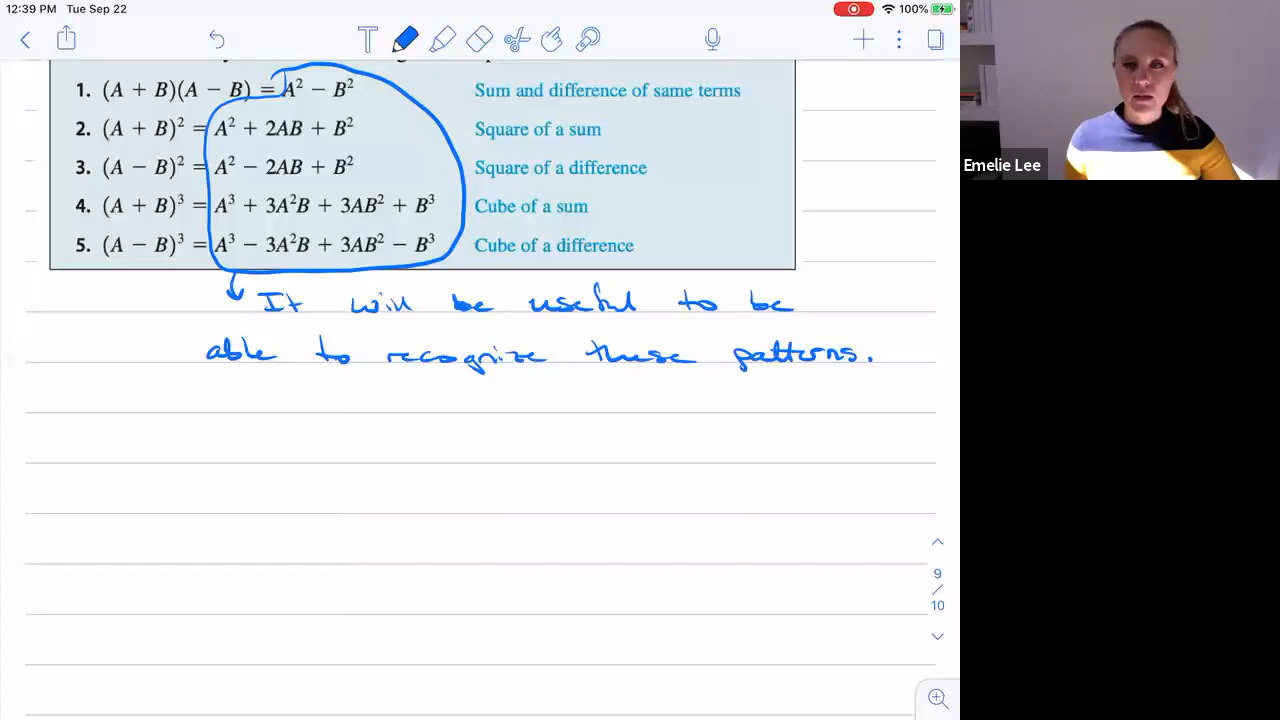 12:39 PM Tue Sep 22
100%
1. (A + B)(A − B) = A² − B² Sum and difference of same terms
2. (A + B)² = A² + 2AB + B² Square of a sum
3. (A − B)² = A² − 2AB + B² Square of a difference
4. (A + B)³ = A³ + 3A²B + 3AB² + B³ Cube of a sum
5. (A − B)³ = A³ − 3A²B + 3AB² − B³ Cube of a difference
It will be useful to be
able to recognize these patterns.
Emelie Lee
9
/
10